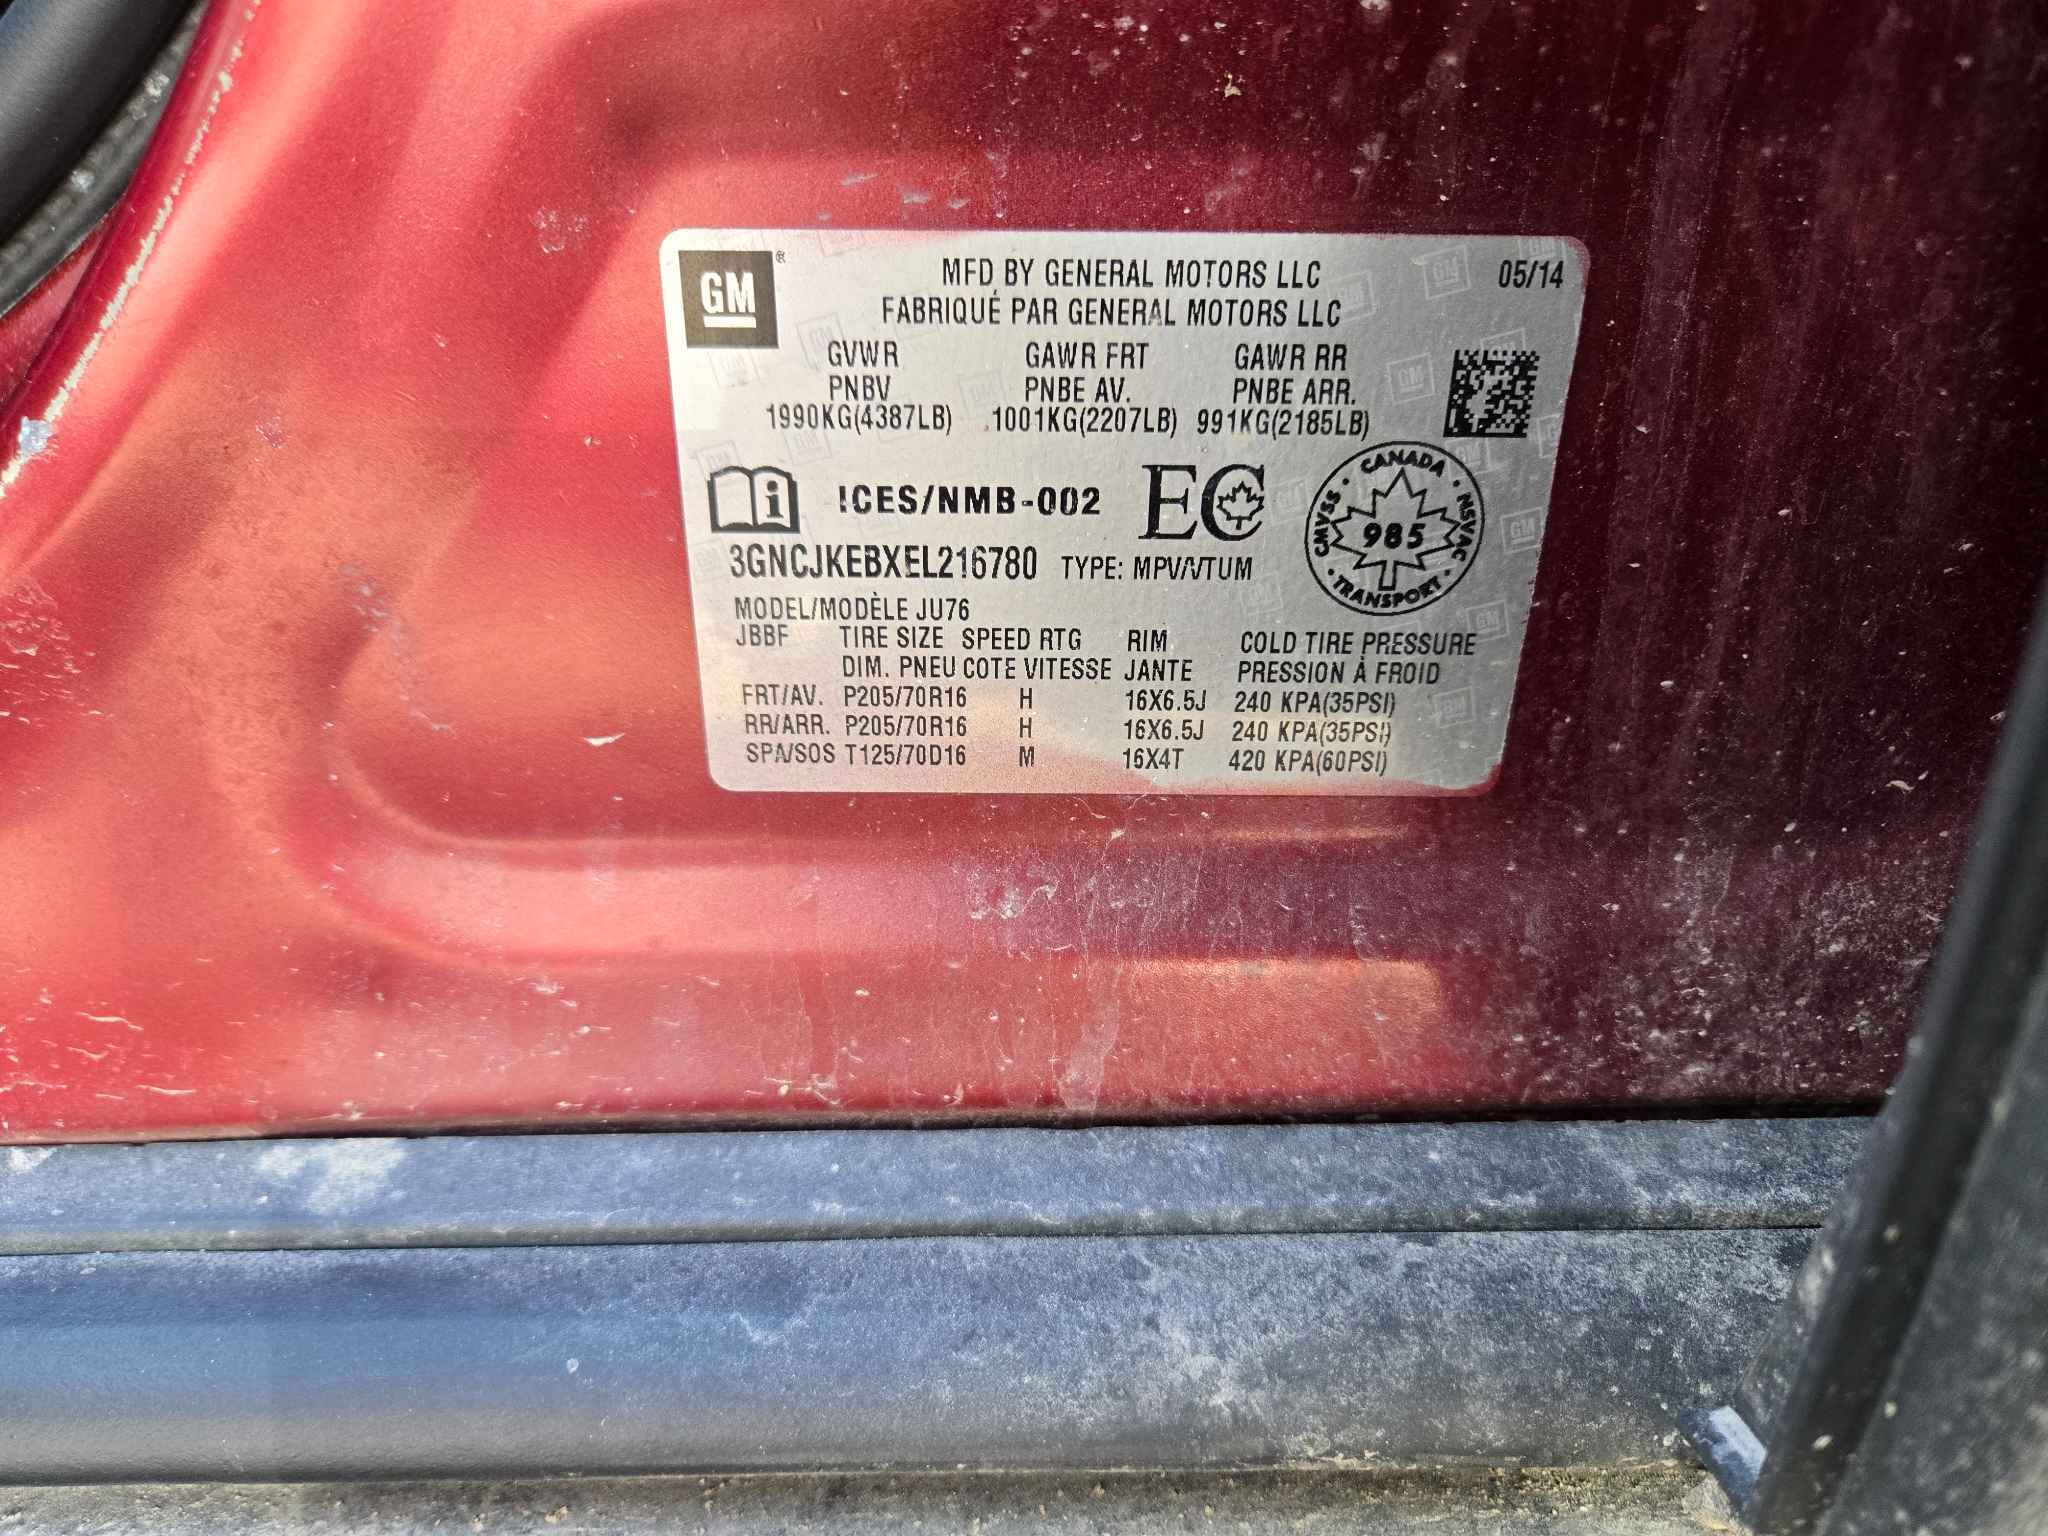 GM ®
MFD BY GENERAL MOTORS LLC 05/14
FABRIQUÉ PAR GENERAL MOTORS LLC
GVWR GAWR FRT GAWR RR
PNBV PNBE AV. PNBE ARR.
1990KG(4387LB) 1001KG(2207LB) 991KG(2185LB)
i ICES/NMB-002 EC
CANADA
CMVSS · 985 · NSVAC
TRANSPORT
3GNCJKEBXEL216780 TYPE: MPV/VTUM
MODEL/MODÈLE JU76
JBBF TIRE SIZE SPEED RTG RIM COLD TIRE PRESSURE
DIM. PNEU COTE VITESSE JANTE PRESSION À FROID
FRT/AV. P205/70R16 H 16X6.5J 240 KPA(35PSI)
RR/ARR. P205/70R16 H 16X6.5J 240 KPA(35PSI)
SPA/SOS T125/70D16 M 16X4T 420 KPA(60PSI)